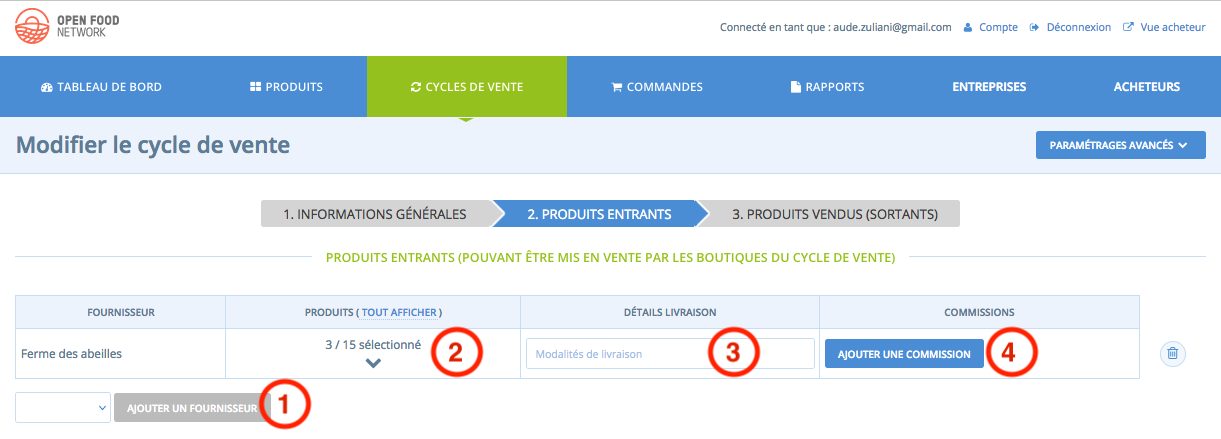 OPEN FOOD
NETWORK
Connecté en tant que : aude.zuliani@gmail.com Compte Déconnexion Vue acheteur
TABLEAU DE BORD PRODUITS CYCLES DE VENTE COMMANDES RAPPORTS ENTREPRISES ACHETEURS
Modifier le cycle de vente
PARAMÉTRAGES AVANCÉS
1. INFORMATIONS GÉNÉRALES 2. PRODUITS ENTRANTS 3. PRODUITS VENDUS (SORTANTS)
PRODUITS ENTRANTS (POUVANT ÊTRE MIS EN VENTE PAR LES BOUTIQUES DU CYCLE DE VENTE)
FOURNISSEUR PRODUITS ( TOUT AFFICHER ) DÉTAILS LIVRAISON COMMISSIONS
Ferme des abeilles 3 / 15 sélectionné 2 Modalités de livraison 3 AJOUTER UNE COMMISSION 4
AJOUTER UN FOURNISSEUR 1